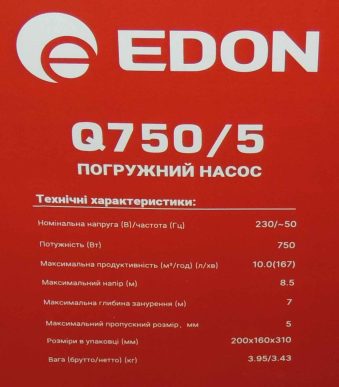 EDON
Q750/5
ПОГРУЖНИЙ НАСОС
Технічні характеристики:
Номінальна напруга (В)/частота (Гц) 230/~50
Потужність (Вт) 750
Максимальна продуктивність (м³/год) (л/хв) 10.0(167)
Максимальний напір (м) 8.5
Максимальна глибина занурення (м) 7
Максимальний пропускний розмір, мм 5
Розміри в упаковці (мм) 200x160x310
Вага (брутто/нетто) (кг) 3.95/3.43